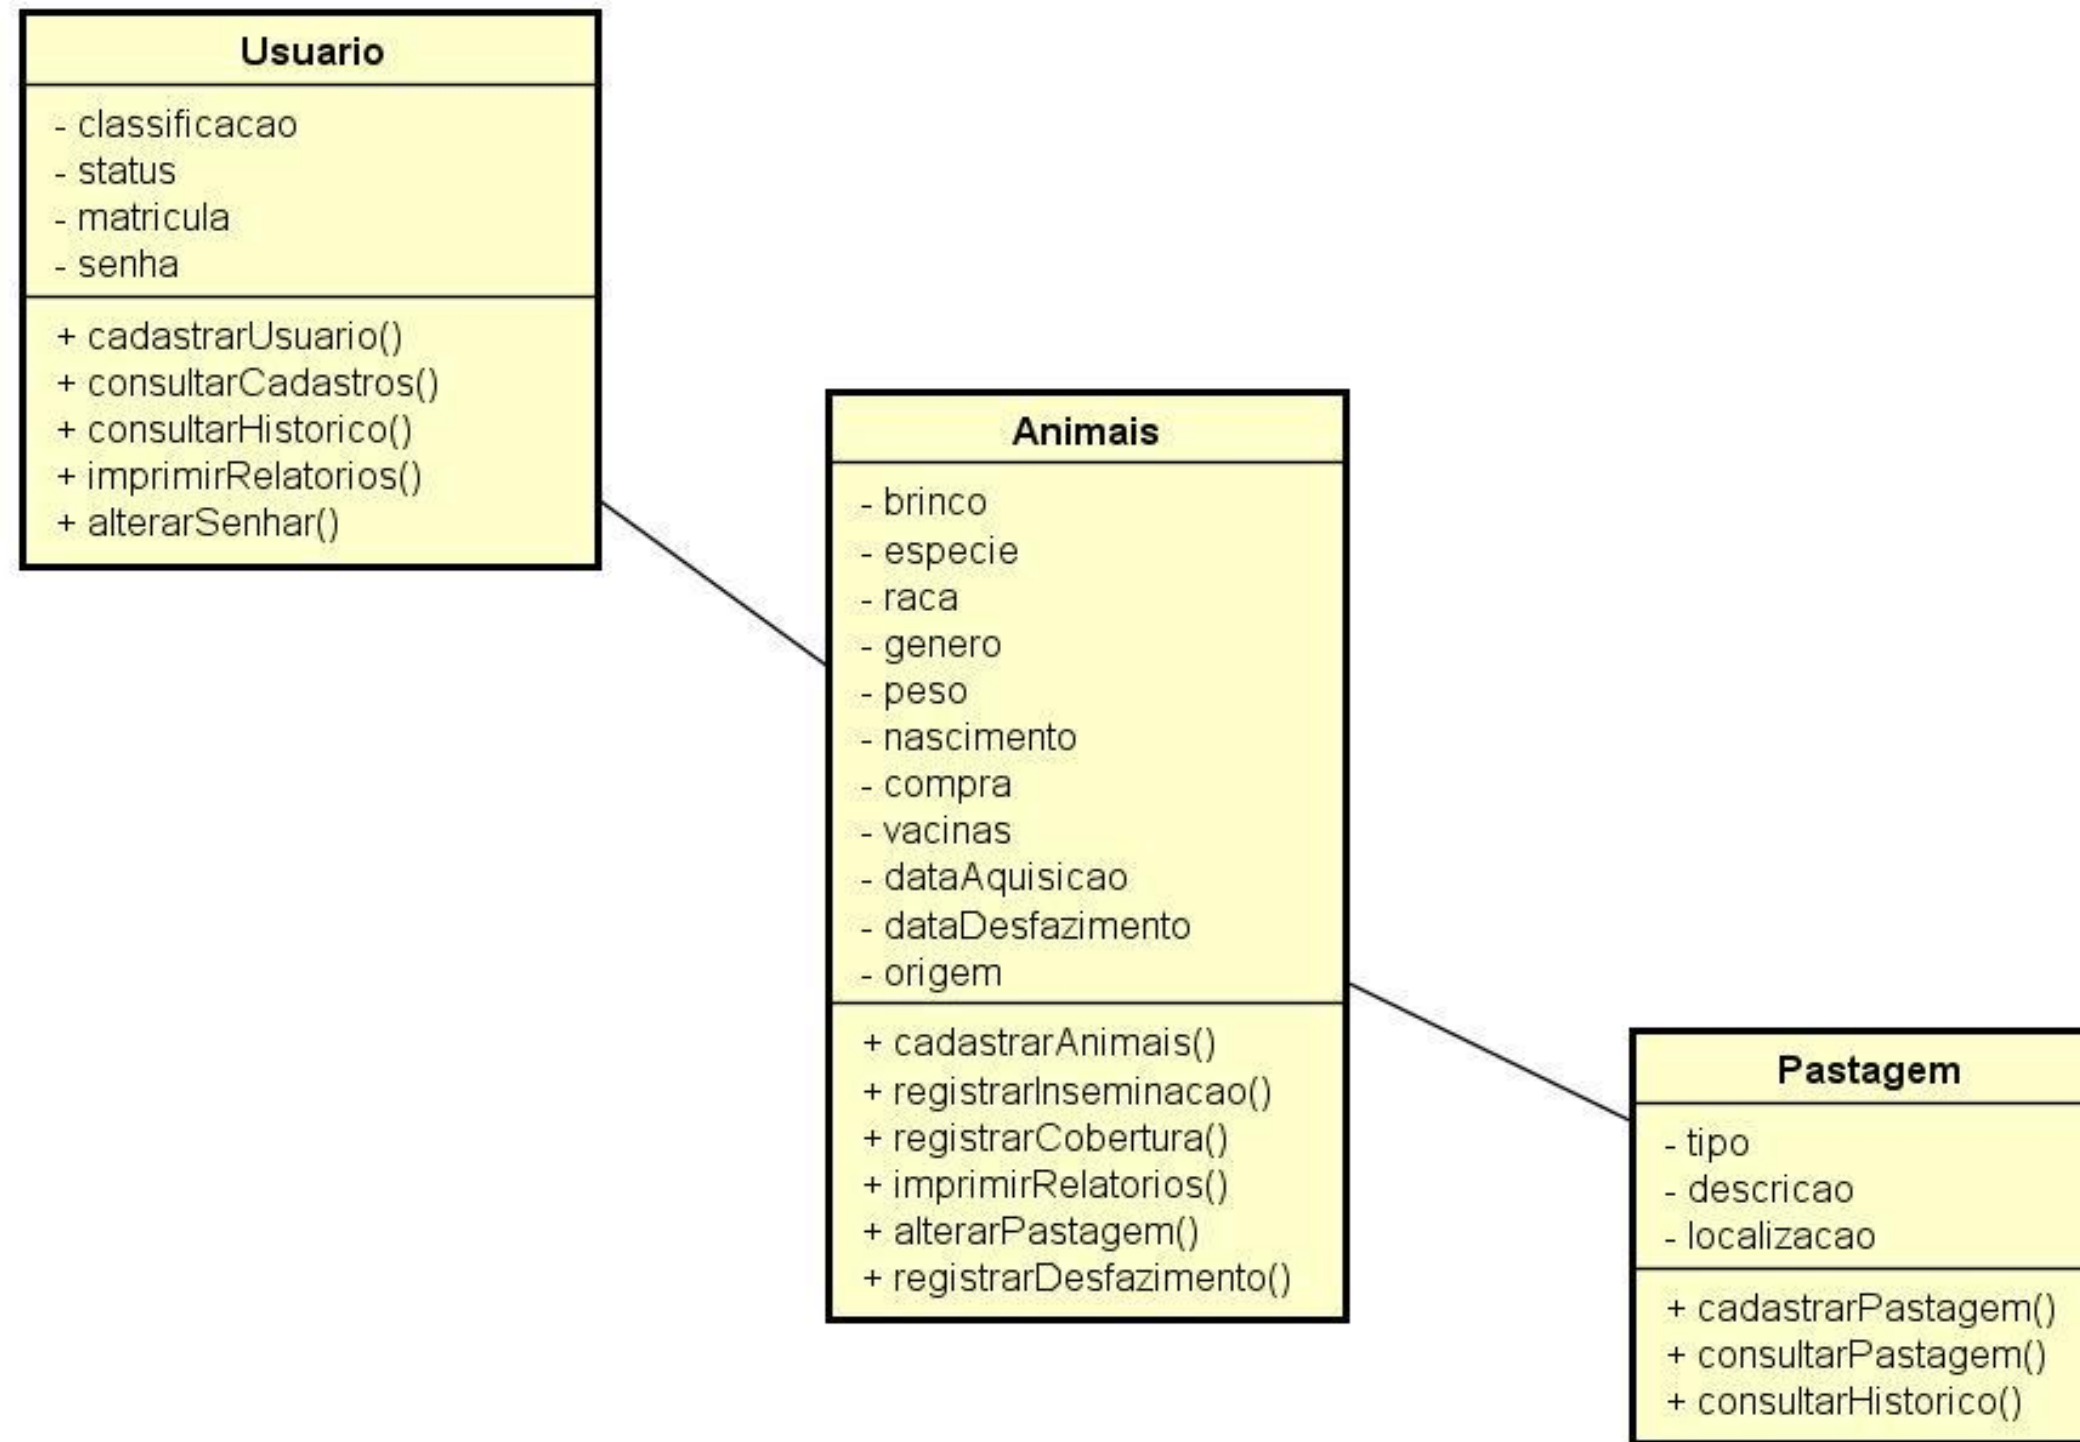 Usuario
- classificacao
- status
- matricula
- senha
+ cadastrarUsuario()
+ consultarCadastros()
+ consultarHistorico()
+ imprimirRelatorios()
+ alterarSenhar()
Animais
- brinco
- especie
- raca
- genero
- peso
- nascimento
- compra
- vacinas
- dataAquisicao
- dataDesfazimento
- origem
+ cadastrarAnimais()
+ registrarInseminacao()
+ registrarCobertura()
+ imprimirRelatorios()
+ alterarPastagem()
+ registrarDesfazimento()
Pastagem
- tipo
- descricao
- localizacao
+ cadastrarPastagem()
+ consultarPastagem()
+ consultarHistorico()